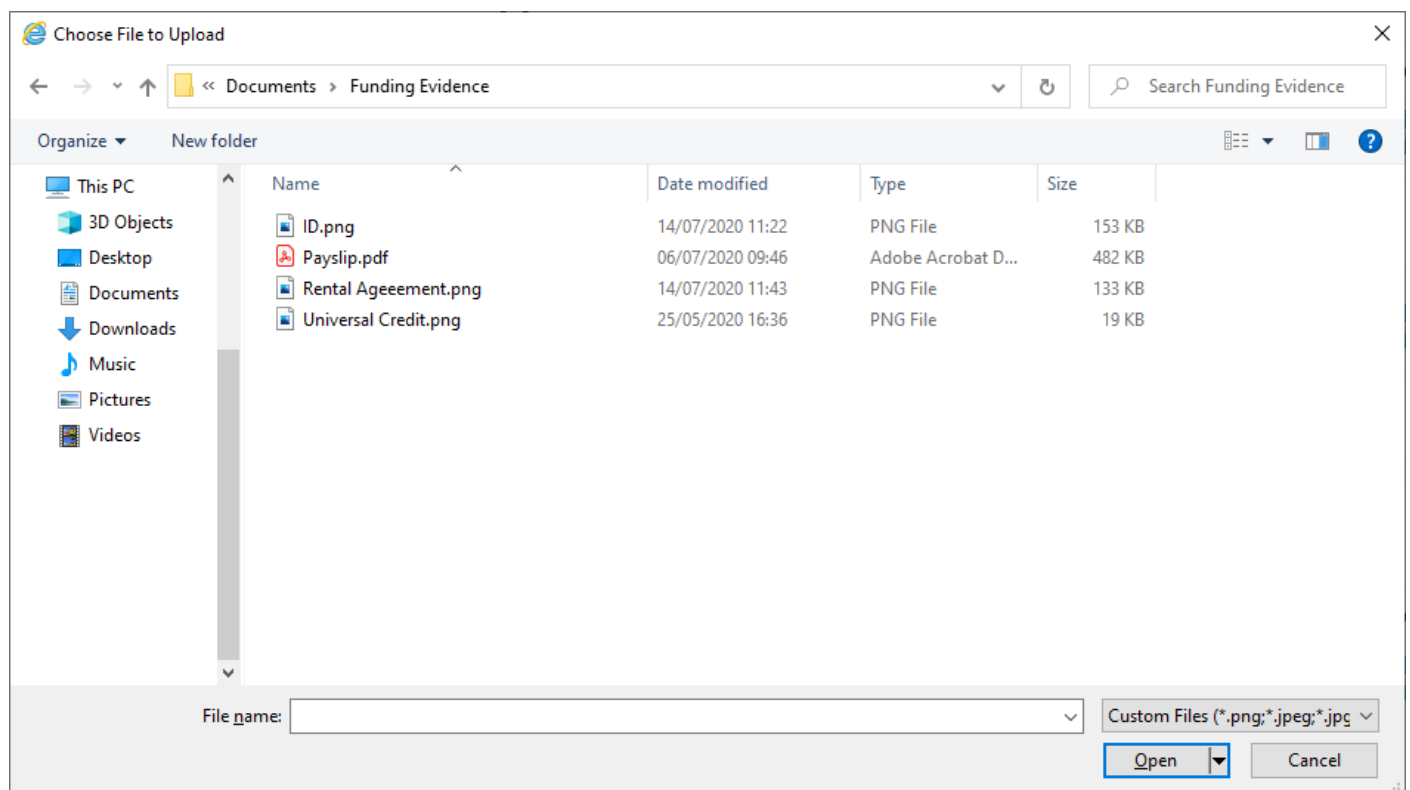 Choose File to Upload
« Documents › Funding Evidence
Search Funding Evidence
Organize New folder
This PC
3D Objects
Desktop
Documents
Downloads
Music
Pictures
Videos
Name Date modified Type Size
ID.png 14/07/2020 11:22 PNG File 153 KB
Payslip.pdf 06/07/2020 09:46 Adobe Acrobat D... 482 KB
Rental Ageeement.png 14/07/2020 11:43 PNG File 133 KB
Universal Credit.png 25/05/2020 16:36 PNG File 19 KB
File name:
Custom Files (*.png;*.jpeg;*.jpg
Open Cancel